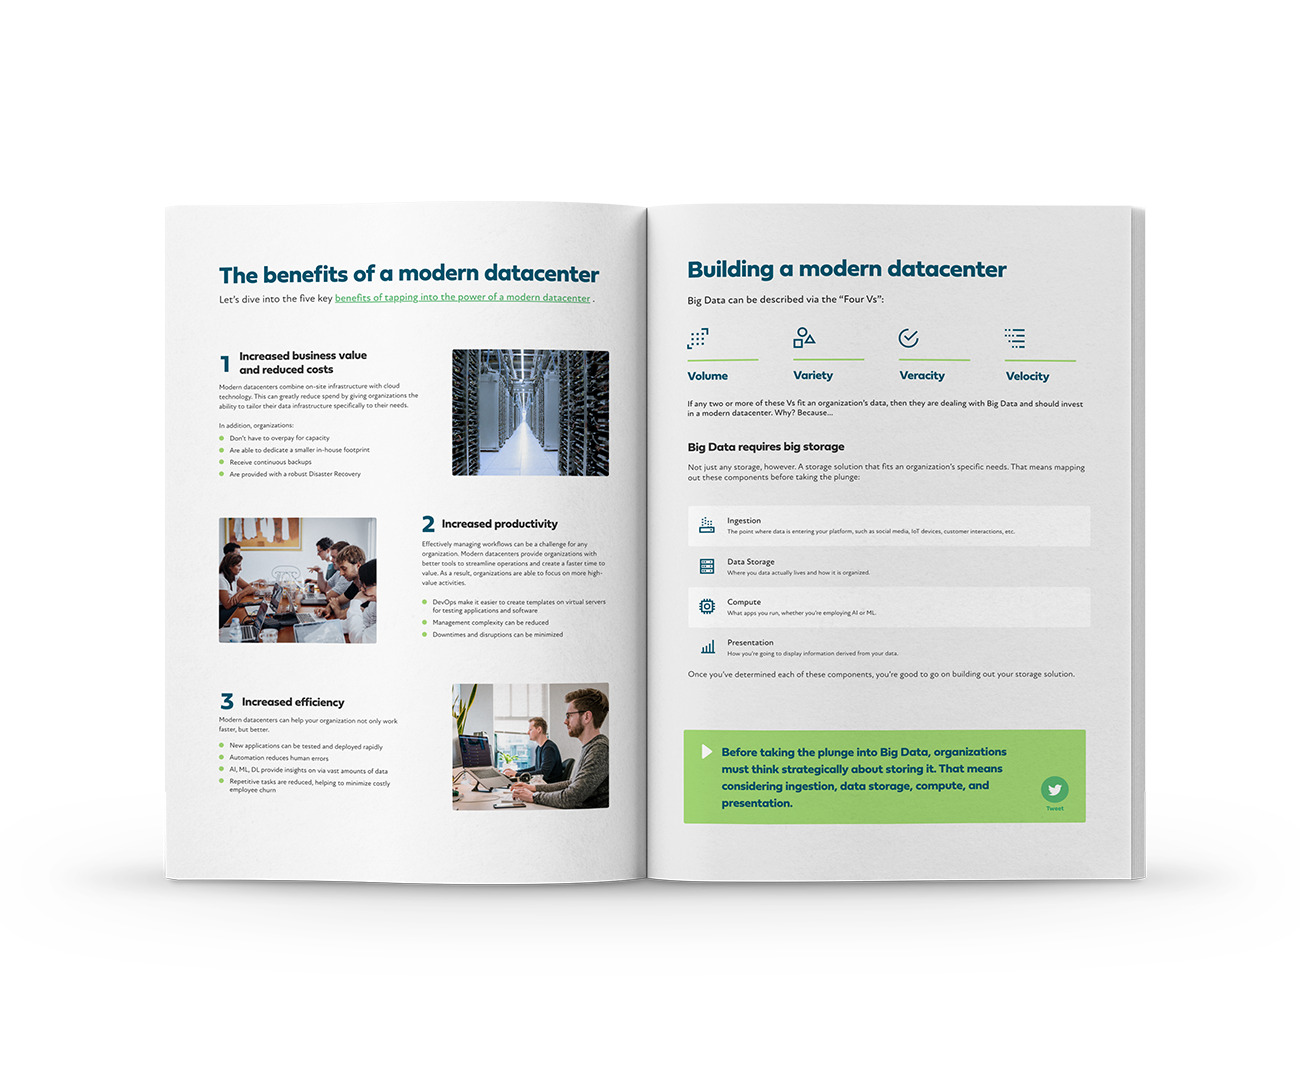 The benefits of a modern datacenter
Let's dive into the five key benefits of tapping into the power of a modern datacenter .
1 Increased business value
and reduced costs
Modern datacenters combine on-site infrastructure with cloud
technology. This can greatly reduce spend by giving organizations the
ability to tailor their data infrastructure specifically to their needs.
In addition, organizations:
Don't have to overpay for capacity
Are able to dedicate a smaller in-house footprint
Receive continuous backups
Are provided with a robust Disaster Recovery
2 Increased productivity
Effectively managing workflows can be a challenge for any
organization. Modern datacenters provide organizations with
better tools to streamline operations and create a faster time to
value. As a result, organizations are able to focus on more high-
value activities.
DevOps make it easier to create templates on virtual servers
for testing applications and software
Management complexity can be reduced
Downtimes and disruptions can be minimized
3 Increased efficiency
Modern datacenters can help your organization not only work
faster, but better.
New applications can be tested and deployed rapidly
Automation reduces human errors
AI, ML, DL provide insights on via vast amounts of data
Repetitive tasks are reduced, helping to minimize costly
employee churn
Building a modern datacenter
Big Data can be described via the “Four Vs”:
Volume
Variety
Veracity
Velocity
If any two or more of these Vs fit an organization's data, then they are dealing with Big Data and should invest
in a modern datacenter. Why? Because...
Big Data requires big storage
Not just any storage, however. A storage solution that fits an organization's specific needs. That means mapping
out these components before taking the plunge:
Ingestion
The point where data is entering your platform, such as social media, IoT devices, customer interactions, etc.
Data Storage
Where you data actually lives and how it is organized.
Compute
What apps you run, whether you're employing AI or ML.
Presentation
How you're going to display information derived from your data.
Once you've determined each of these components, you're good to go on building out your storage solution.
Before taking the plunge into Big Data, organizations
must think strategically about storing it. That means
considering ingestion, data storage, compute, and
presentation.
Tweet